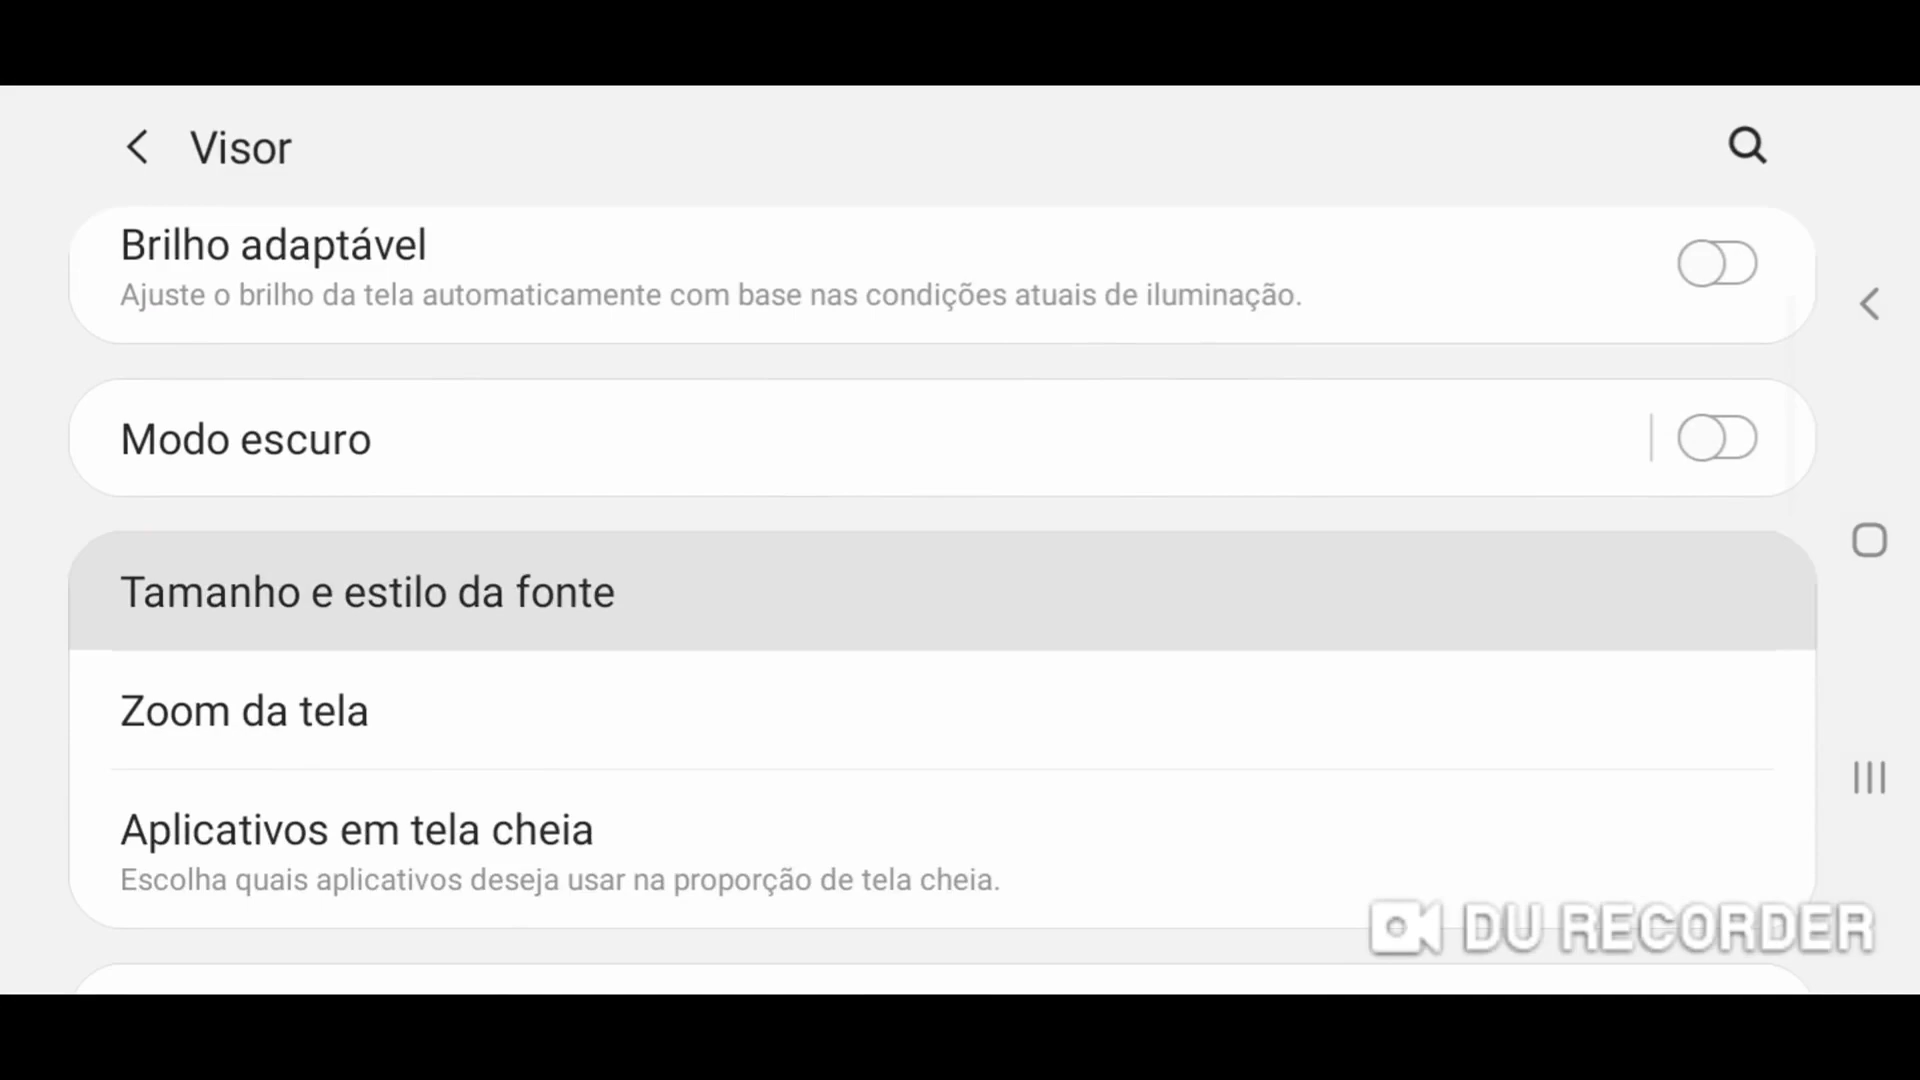 Visor
Brilho adaptável
Ajuste o brilho da tela automaticamente com base nas condições atuais de iluminação.
Modo escuro
Tamanho e estilo da fonte
Zoom da tela
Aplicativos em tela cheia
Escolha quais aplicativos deseja usar na proporção de tela cheia.
DU RECORDER